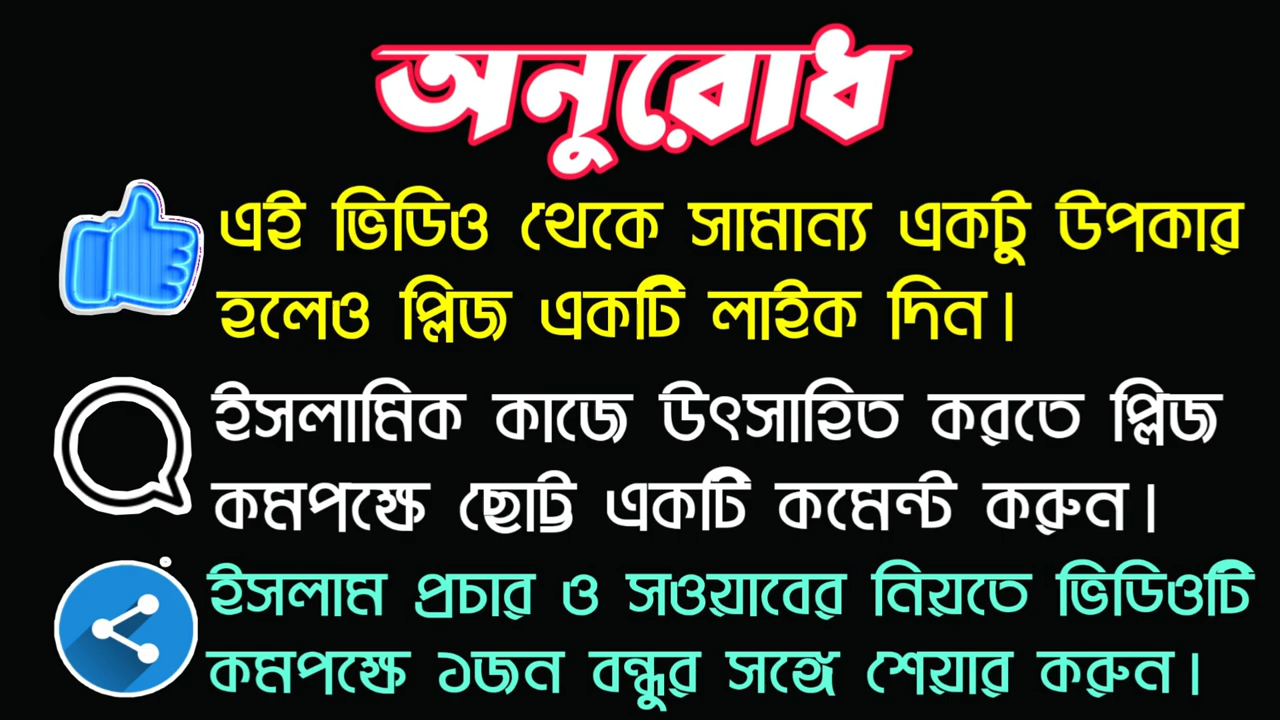 অনুরোধ
এই ভিডিও থেকে সামান্য একটু উপকার
হলেও প্লিজ একটি লাইক দিন।
ইসলামিক কাজে উৎসাহিত করতে প্লিজ
কমপক্ষে ছোট্ট একটি কমেন্ট করুন।
ইসলাম প্রচার ও সওয়াবের নিয়তে ভিডিওটি
কমপক্ষে ১জন বন্ধুর সঙ্গে শেয়ার করুন।